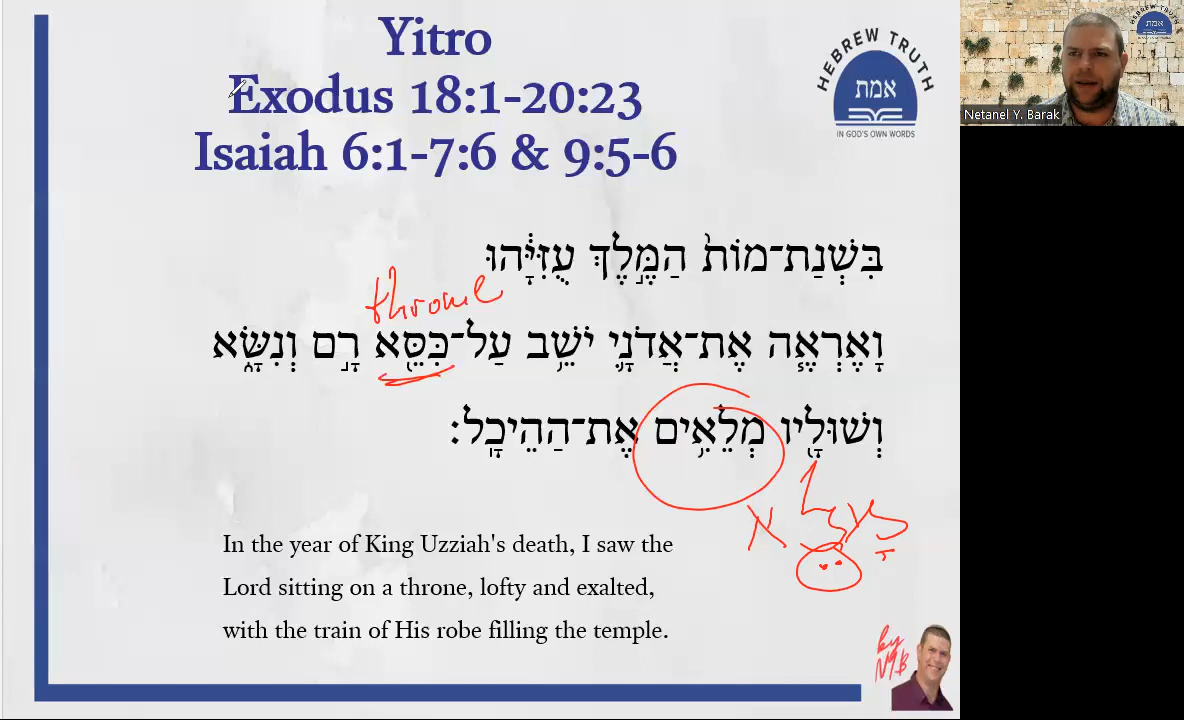 Yitro
Exodus 18:1-20:23
Isaiah 6:1-7:6 & 9:5-6
HEBREW TRUTH
אמת
IN GOD'S OWN WORDS
Netanel Y. Barak
בִּשְׁנַת־מוֹת֙ הַמֶּ֣לֶךְ עֻזִּיָּ֔הוּ
throne
וָאֶרְאֶ֧ה אֶת־אֲדֹנָ֛י יֹשֵׁ֥ב עַל־כִּסֵּ֖א רָ֣ם וְנִשָּׂ֑א
וְשׁוּלָ֖יו מְלֵאִ֥ים אֶת־הַהֵיכָֽל׃
In the year of King Uzziah's death, I saw the
Lord sitting on a throne, lofty and exalted,
with the train of His robe filling the temple.
by
NYB